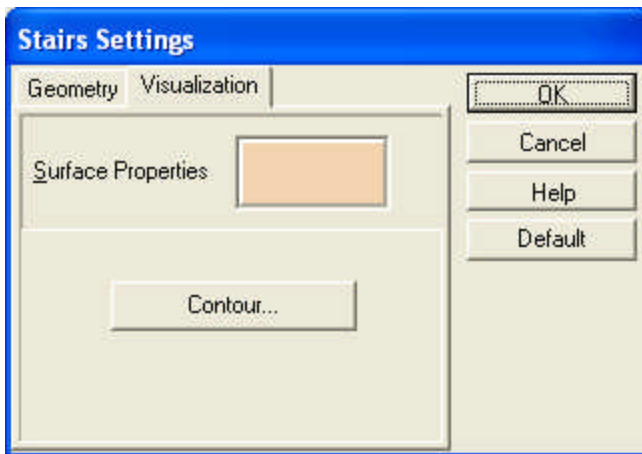 Stairs Settings
Geometry Visualization
OK
Surface Properties
Cancel
Help
Default
Contour...